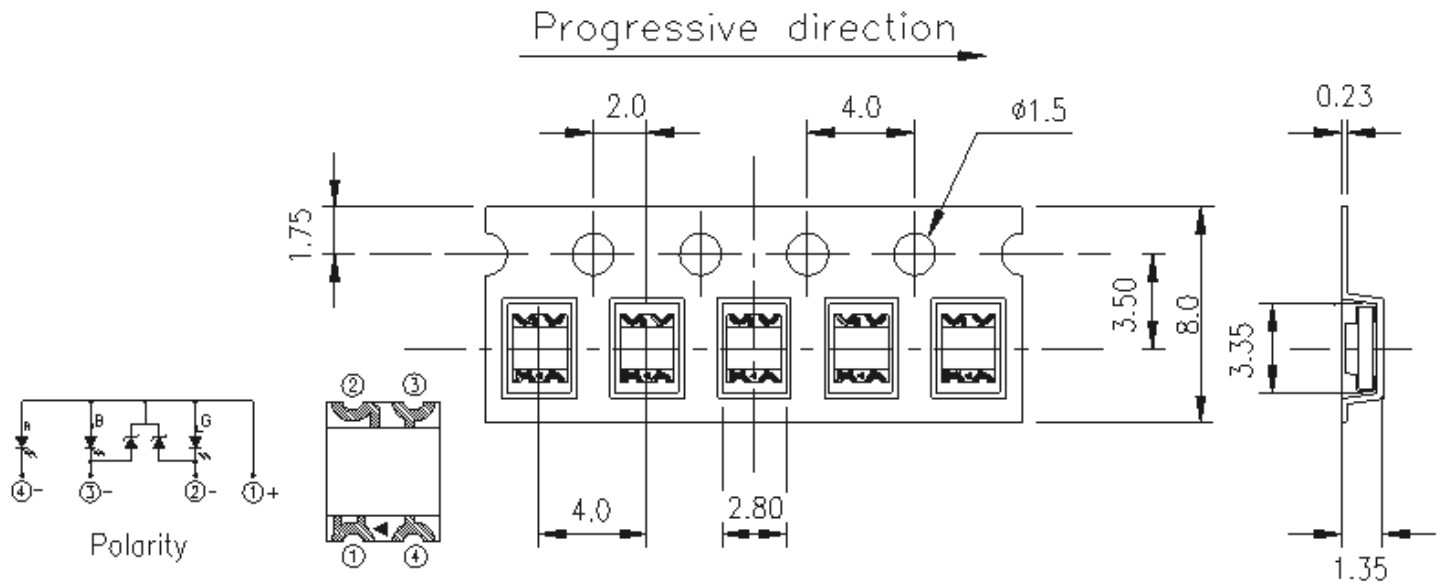 Progressive direction
2.0
4.0
ø1.5
0.23
1.75
3.50
8.0
3.35
② ③
R B G
④- ③- ②- ①+
Polarity
① ④
4.0
2.80
1.35